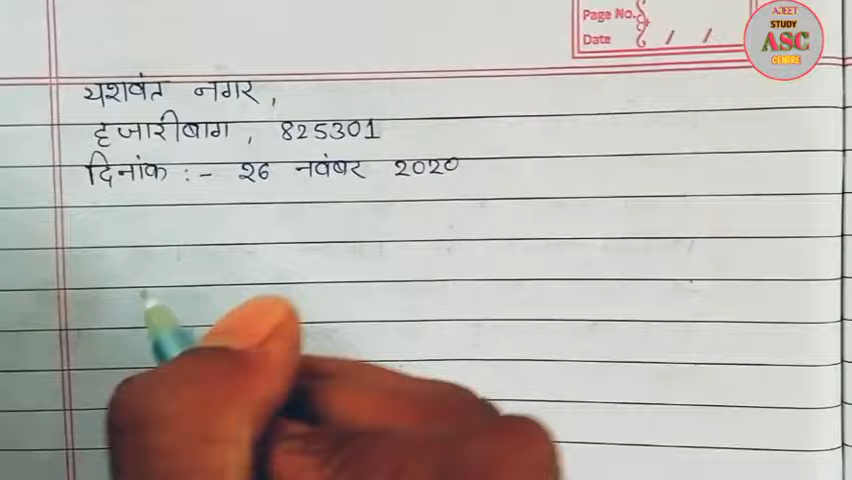 Page No.
Date / /
AJEET
STUDY
ASC
CENTRE
यशवंत नगर,
हजारीबाग, 825301
दिनांक :- 26 नवंबर 2020